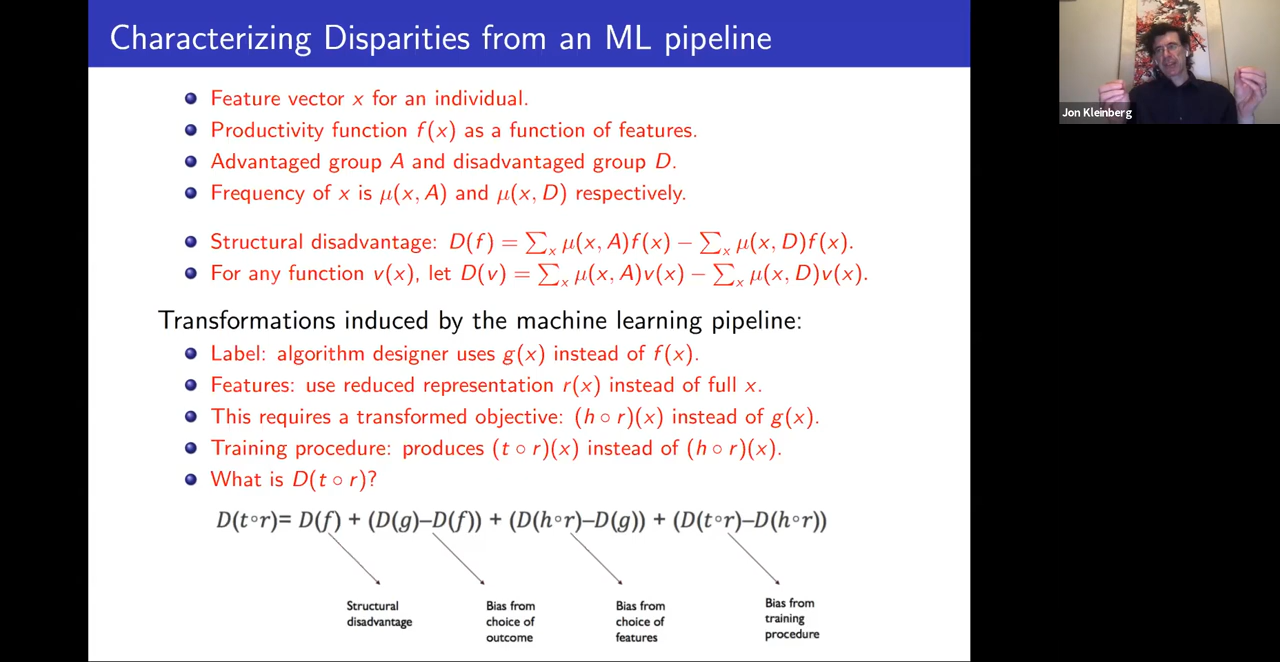 Characterizing Disparities from an ML pipeline
Jon Kleinberg
Feature vector x for an individual.
Productivity function f(x) as a function of features.
Advantaged group A and disadvantaged group D.
Frequency of x is μ(x, A) and μ(x, D) respectively.
Structural disadvantage: D(f) = ∑ₓ μ(x, A)f(x) − ∑ₓ μ(x, D)f(x).
For any function v(x), let D(v) = ∑ₓ μ(x, A)v(x) − ∑ₓ μ(x, D)v(x).
Transformations induced by the machine learning pipeline:
Label: algorithm designer uses g(x) instead of f(x).
Features: use reduced representation r(x) instead of full x.
This requires a transformed objective: (h ∘ r)(x) instead of g(x).
Training procedure: produces (t ∘ r)(x) instead of (h ∘ r)(x).
What is D(t ∘ r)?
D(t∘r)= D(f) + (D(g)–D(f)) + (D(h∘r)–D(g)) + (D(t∘r)–D(h∘r))
Structural
disadvantage
Bias from
choice of
outcome
Bias from
choice of
features
Bias from
training
procedure